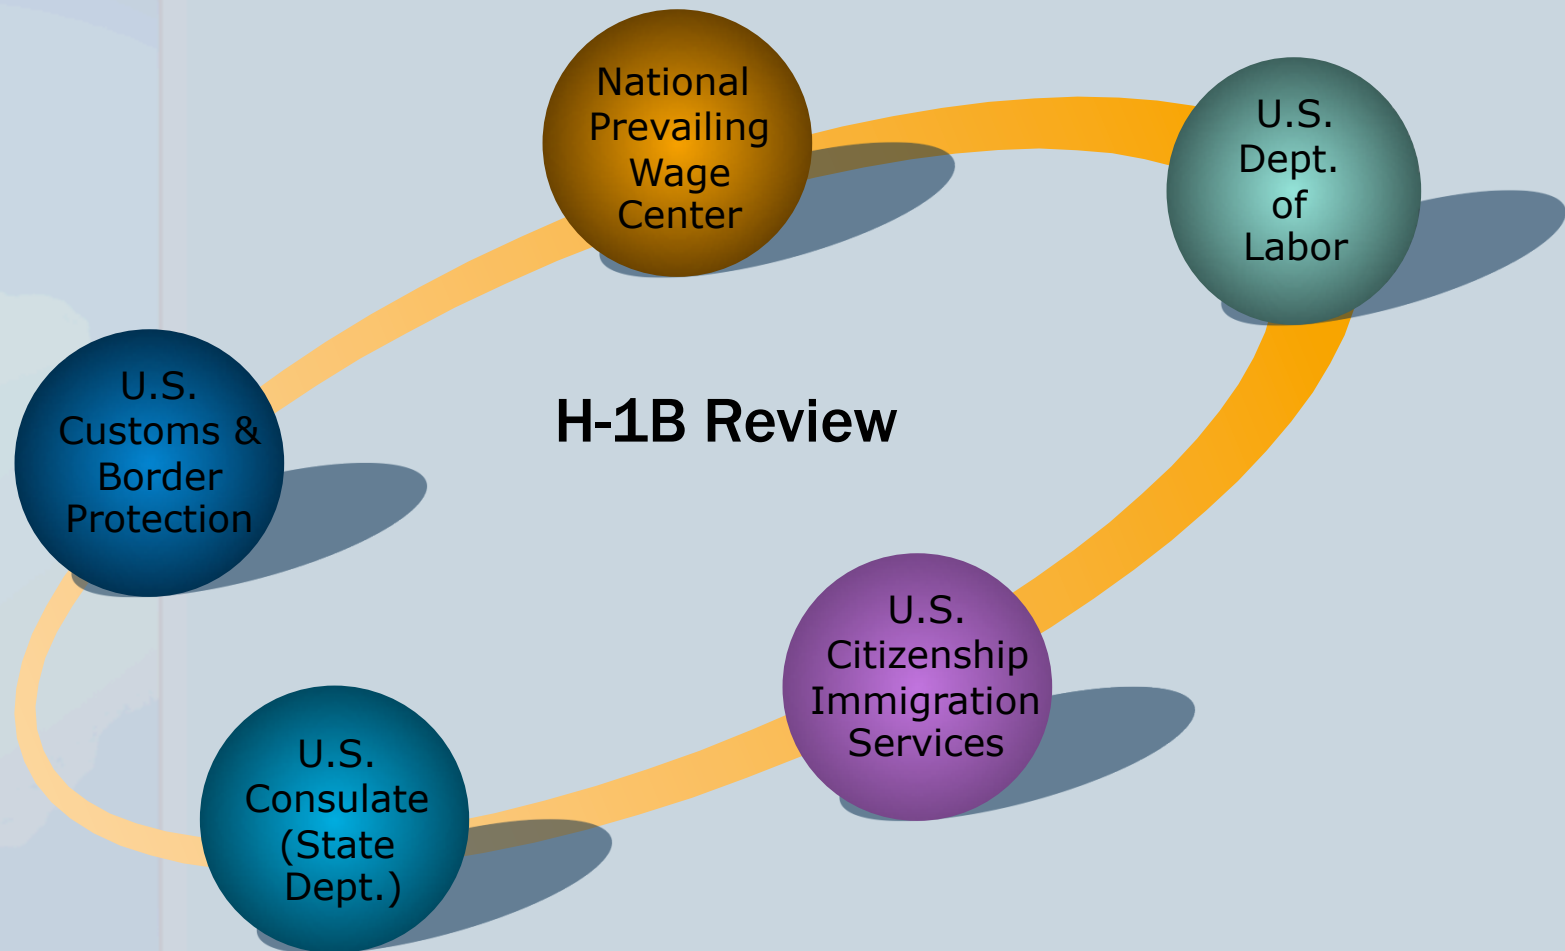 National
Prevailing
Wage
Center
U.S.
Dept.
of
Labor
U.S.
Customs &
Border
Protection
H-1B Review
U.S.
Citizenship
Immigration
Services
U.S.
Consulate
(State
Dept.)